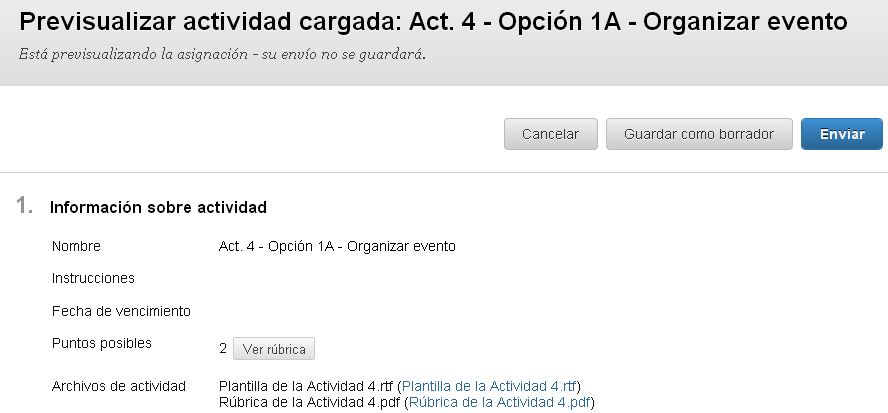 Previsualizar actividad cargada: Act. 4 - Opción 1A - Organizar evento
Está previsualizando la asignación - su envío no se guardará.
Cancelar Guardar como borrador Enviar
1. Información sobre actividad
Nombre Act. 4 - Opción 1A - Organizar evento
Instrucciones
Fecha de vencimiento
Puntos posibles 2 Ver rúbrica
Archivos de actividad Plantilla de la Actividad 4.rtf (Plantilla de la Actividad 4.rtf)
Rúbrica de la Actividad 4.pdf (Rúbrica de la Actividad 4.pdf)